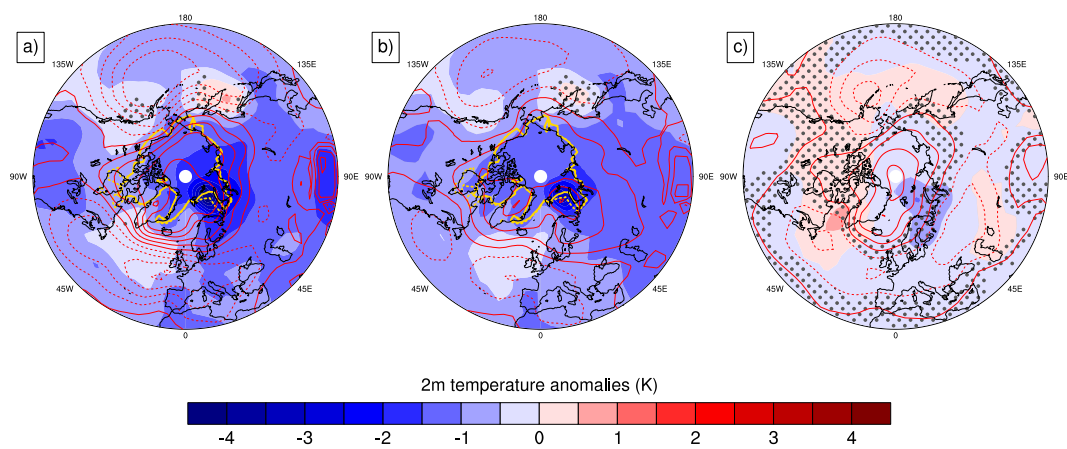 a)
180
135W
135E
90W
90E
45W
45E
0
b)
180
135W
135E
90W
90E
45W
45E
0
c)
180
135W
135E
90W
90E
45W
45E
0
2m temperature anomalies (K)
-4 -3 -2 -1 0 1 2 3 4